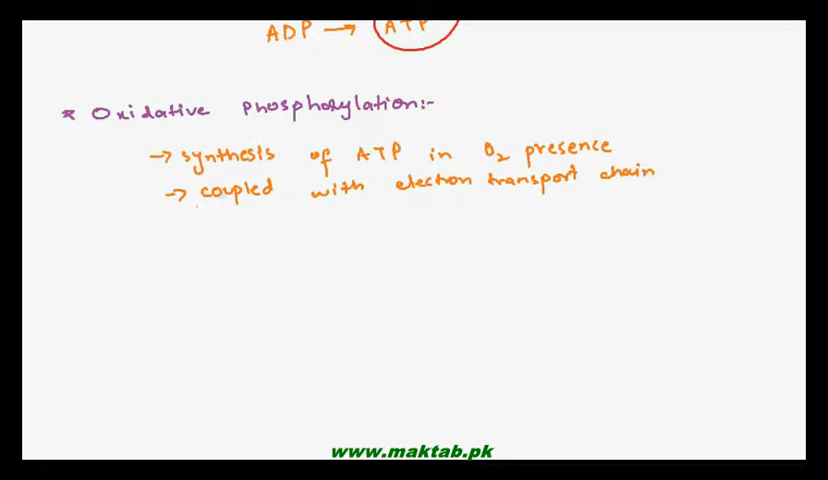 ADP → ATP
* Oxidative phosphorylation:-
→ synthesis of ATP in O₂ presence
→ coupled with electron transport chain
www.maktab.pk